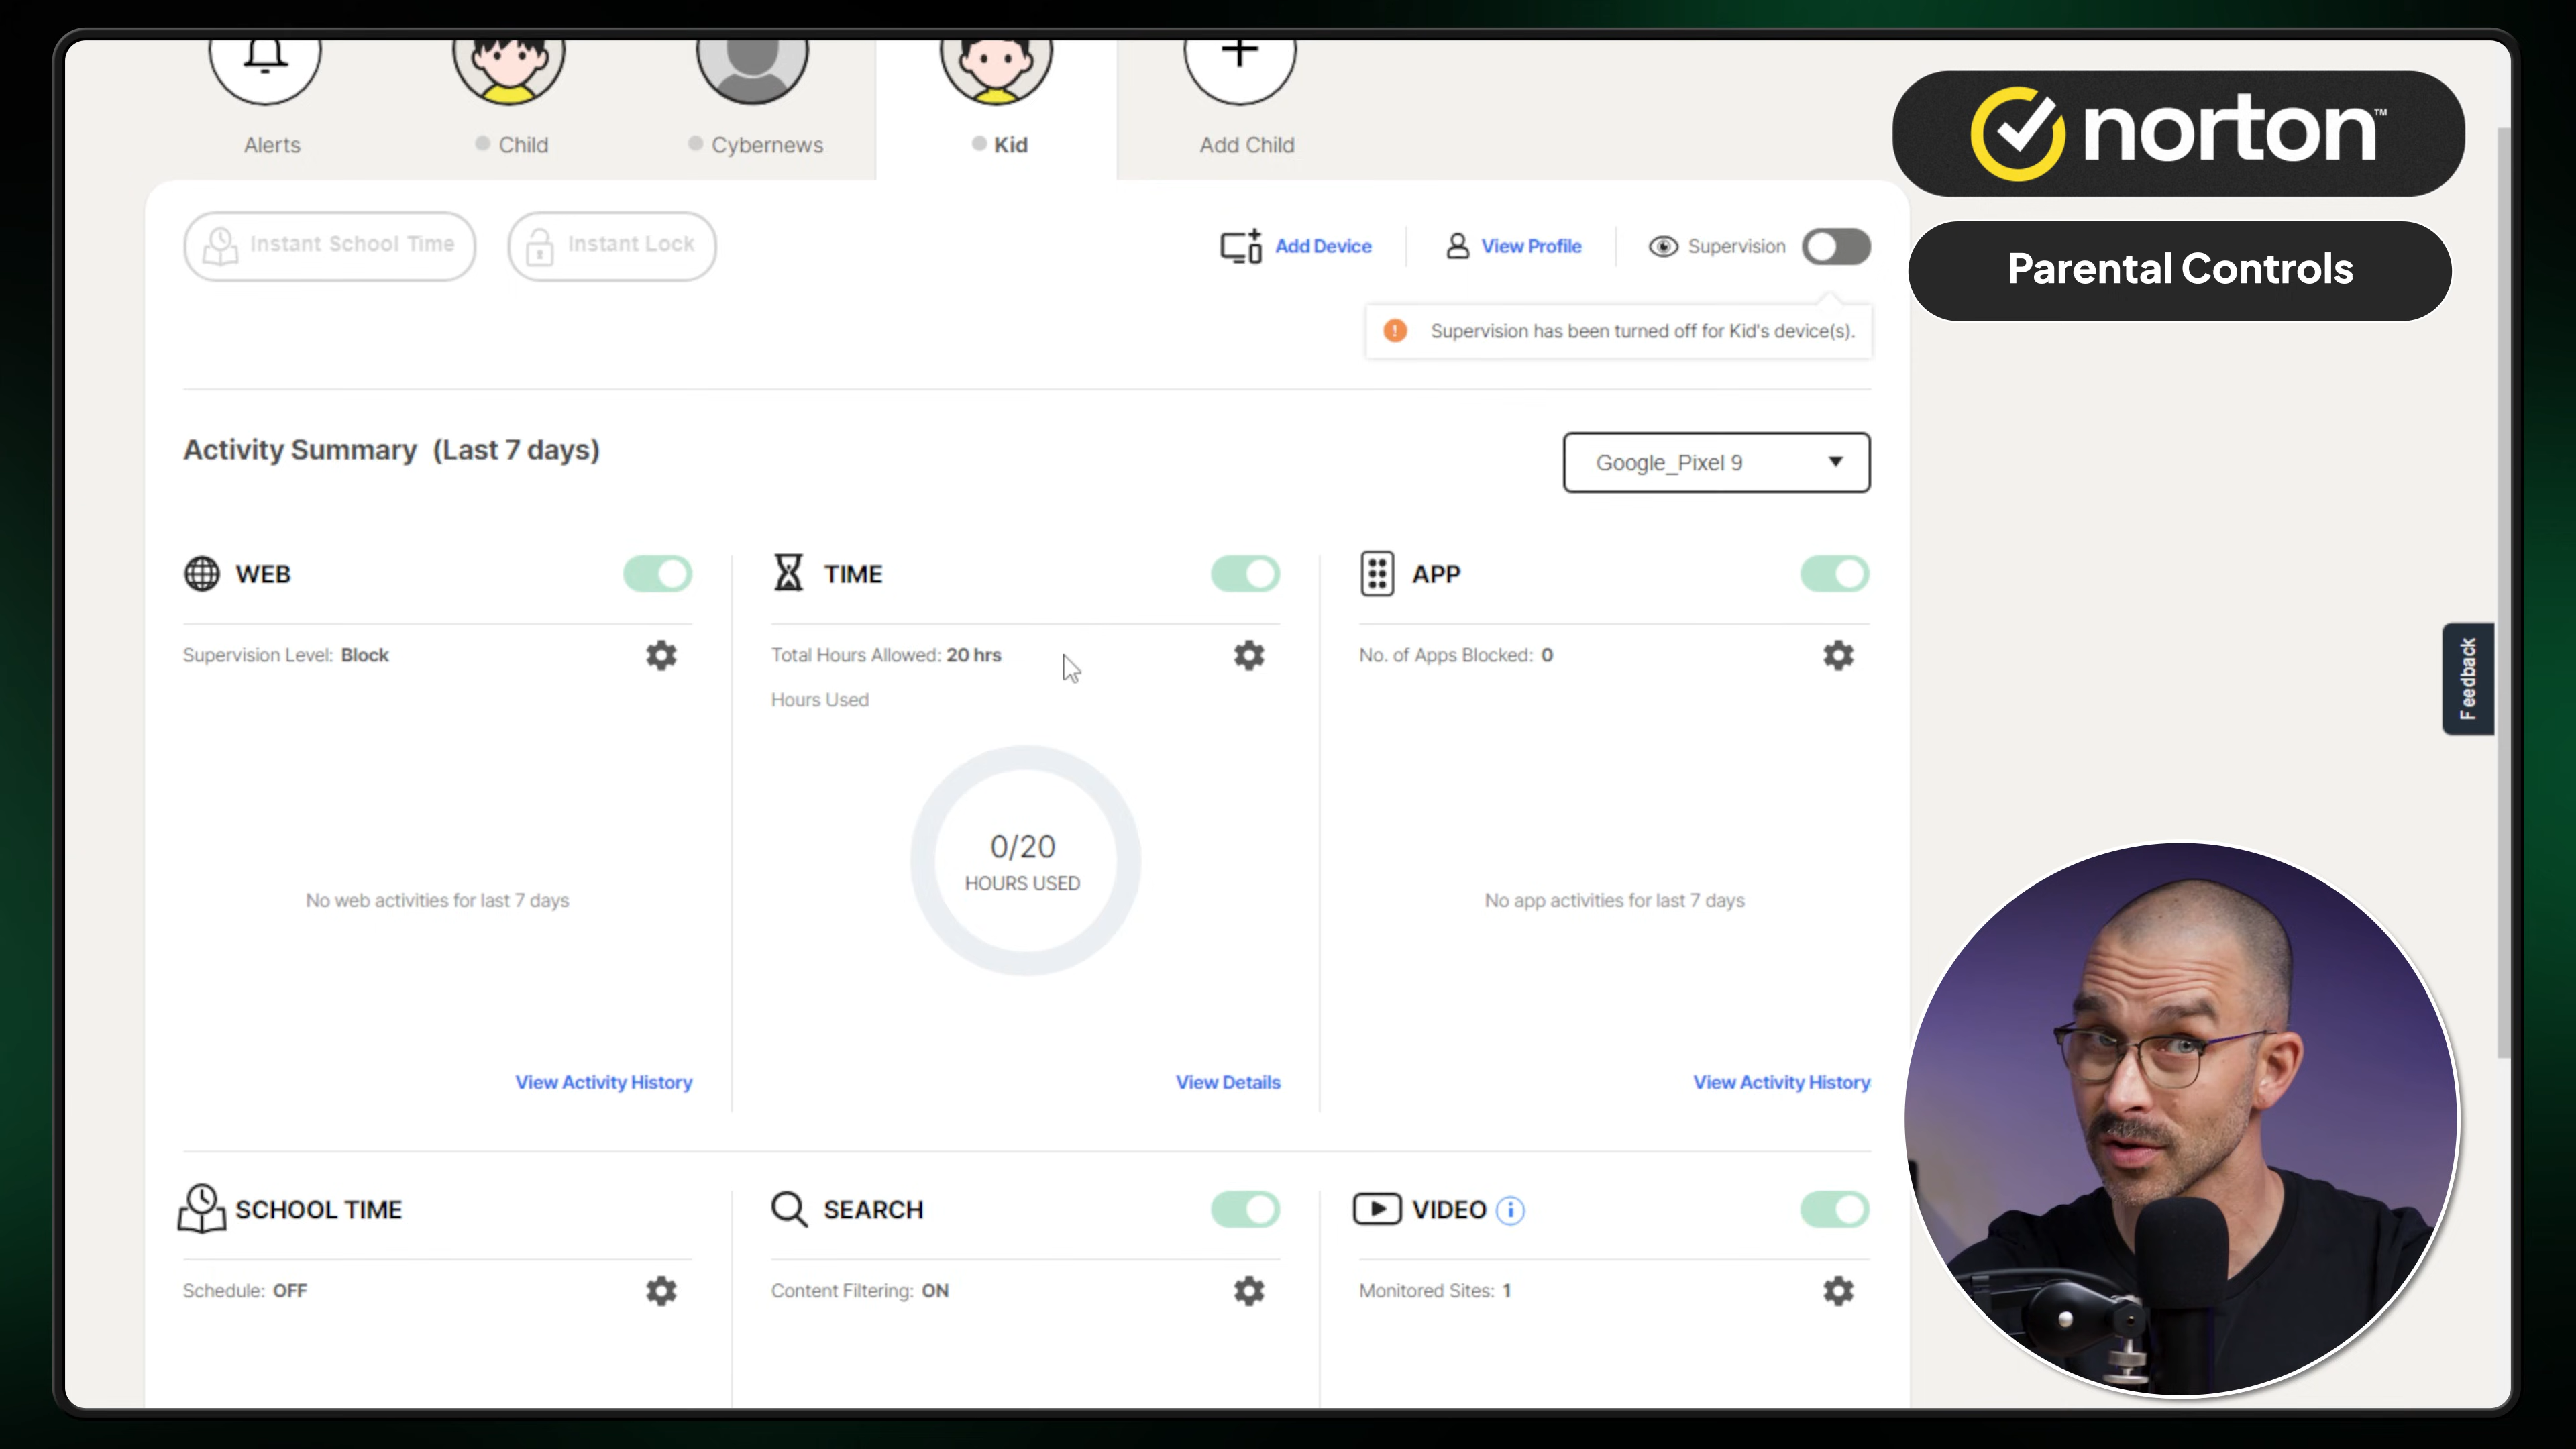 norton™
Parental Controls
Alerts
Child
Cybernews
Kid
Add Child
Instant School Time
Instant Lock
Add Device
View Profile
Supervision
Supervision has been turned off for Kid's device(s).
Activity Summary (Last 7 days)
Google_Pixel 9
WEB
Supervision Level: Block
No web activities for last 7 days
View Activity History
TIME
Total Hours Allowed: 20 hrs
Hours Used
0/20
HOURS USED
View Details
APP
No. of Apps Blocked: 0
No app activities for last 7 days
View Activity History
SCHOOL TIME
Schedule: OFF
SEARCH
Content Filtering: ON
VIDEO
Monitored Sites: 1
Feedback